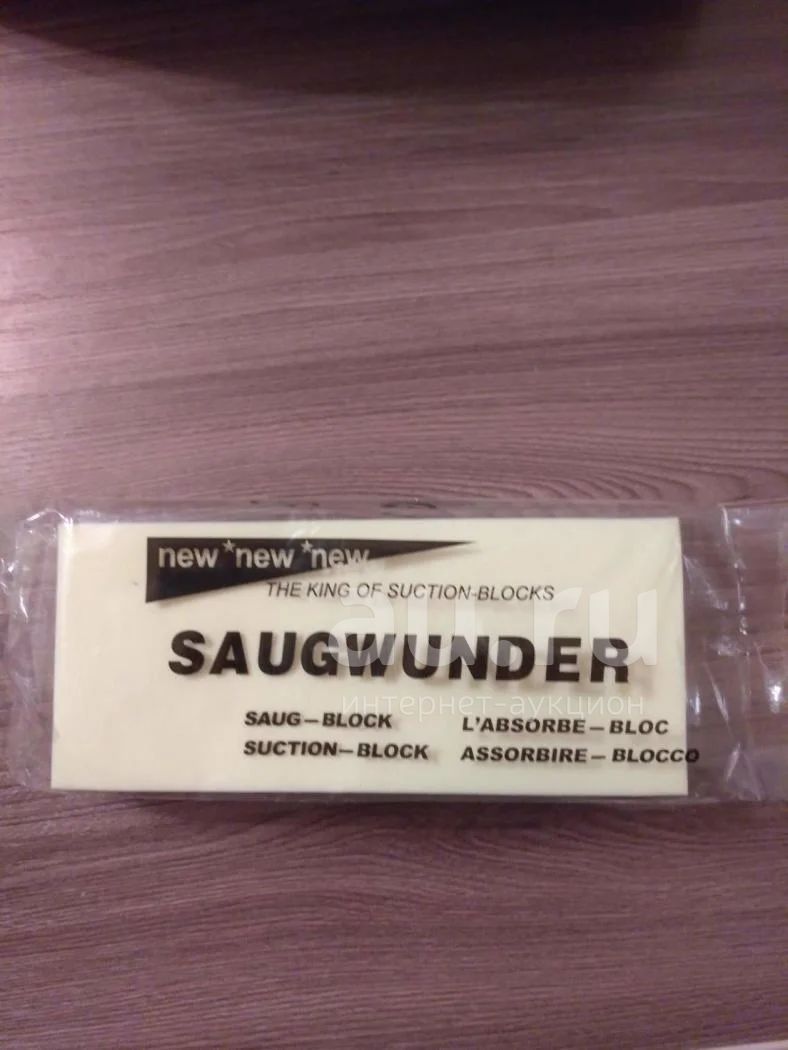 new *new *new
THE KING OF SUCTION-BLOCKS
SAUGWUNDER
au.ru
интернет-аукцион
SAUG—BLOCK
L'ABSORBE—BLOC
SUCTION—BLOCK
ASSORBIRE—BLOCCO